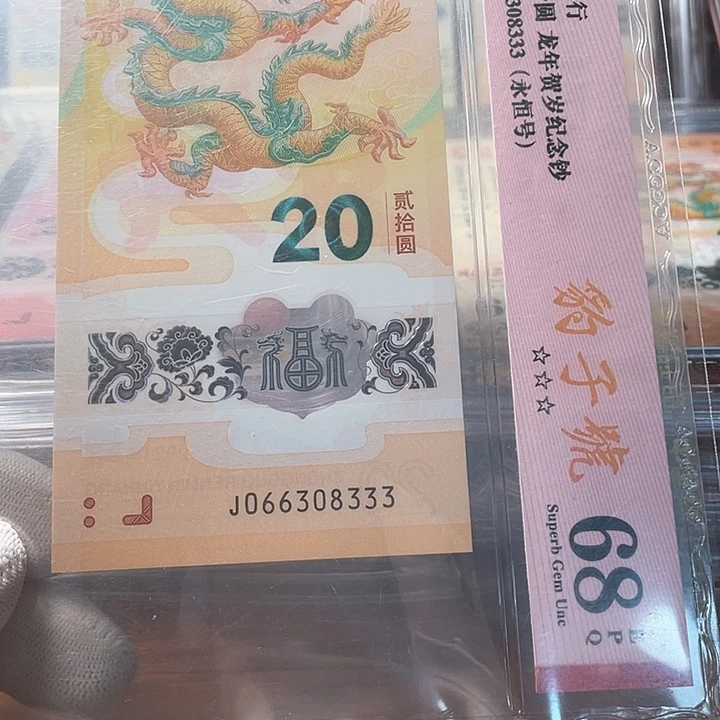 20
贰拾圆
福
J066308333
行
圆 龙年贺岁纪念钞
308333（永恒号）
豹子號
☆☆☆
68
EPQ
Superb Gem Unc